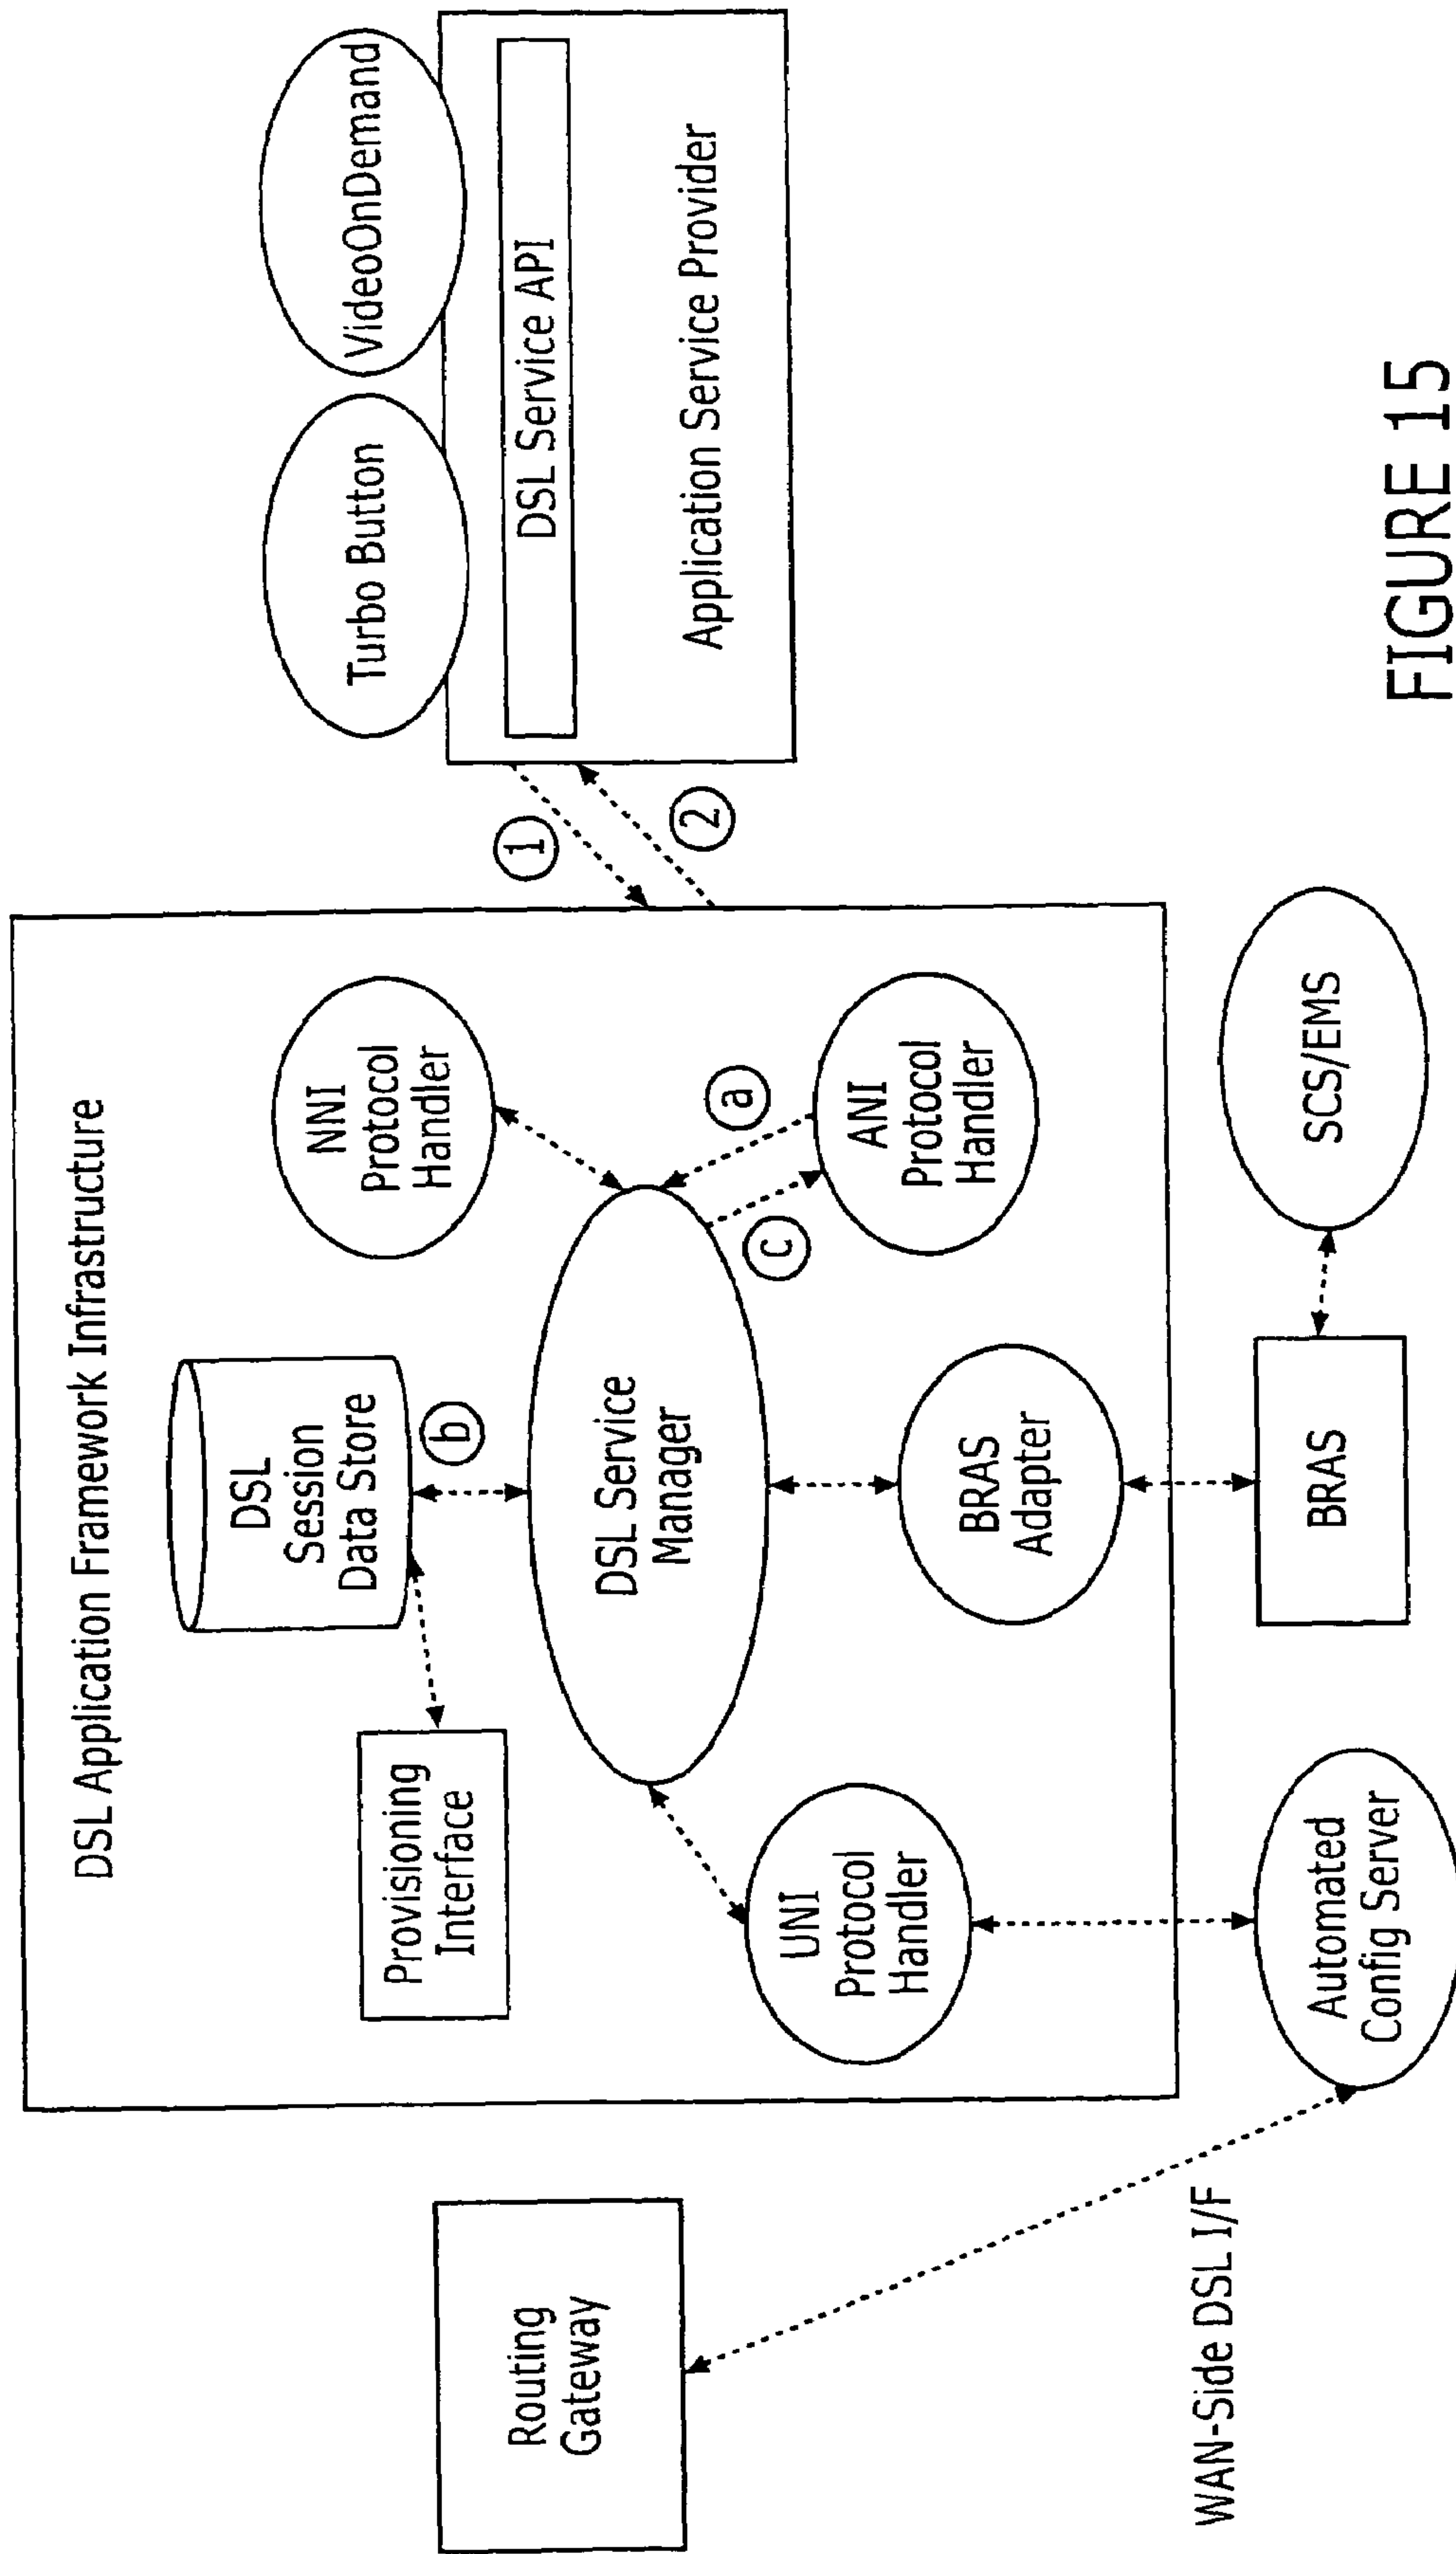 DSL Application Framework Infrastructure
DSL
Session
Data Store
Provisioning
Interface
NNI
Protocol
Handler
b
DSL Service
Manager
a
c
ANI
Protocol
Handler
UNI
Protocol
Handler
BRAS
Adapter
Routing
Gateway
WAN-Side DSL I/F
Automated
Config Server
BRAS
SCS/EMS
1
2
Turbo Button
VideoOnDemand
DSL Service API
Application Service Provider
FIGURE 15